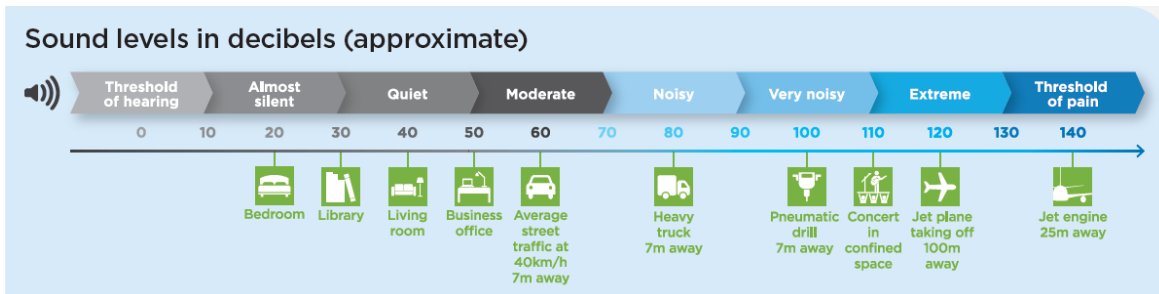 Sound levels in decibels (approximate)
Threshold
of hearing
Almost
silent
Quiet
Moderate
Noisy
Very noisy
Extreme
Threshold
of pain
0 10 20 30 40 50 60 70 80 90 100 110 120 130 140
Bedroom
Library
Living
room
Business
office
Average
street
traffic at
40km/h
7m away
Heavy
truck
7m away
Pneumatic
drill
7m away
Concert
in
confined
space
Jet plane
taking off
100m
away
Jet engine
25m away